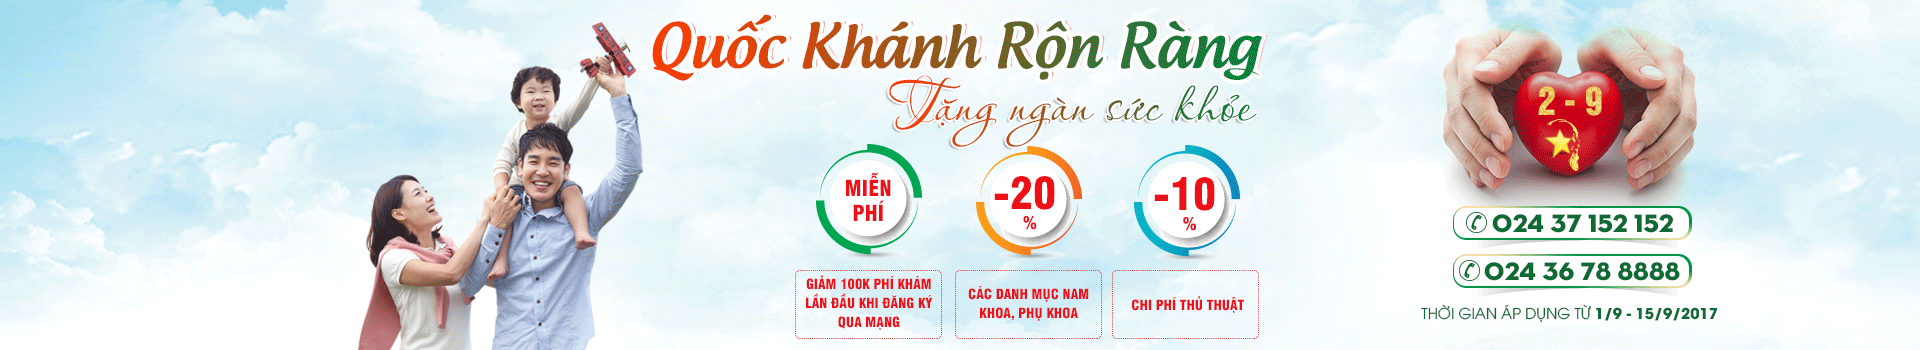 Quốc Khánh Rộn Ràng
Tặng ngàn sức khỏe
MIỄN
PHÍ
-20
%
-10
%
GIẢM 100K PHÍ KHÁM
LẦN ĐẦU KHI ĐĂNG KÝ
QUA MẠNG
CÁC DANH MỤC NAM
KHOA, PHỤ KHOA
CHI PHÍ THỦ THUẬT
2 - 9
024 37 152 152
024 36 78 8888
THỜI GIAN ÁP DỤNG TỪ 1/9 - 15/9/2017